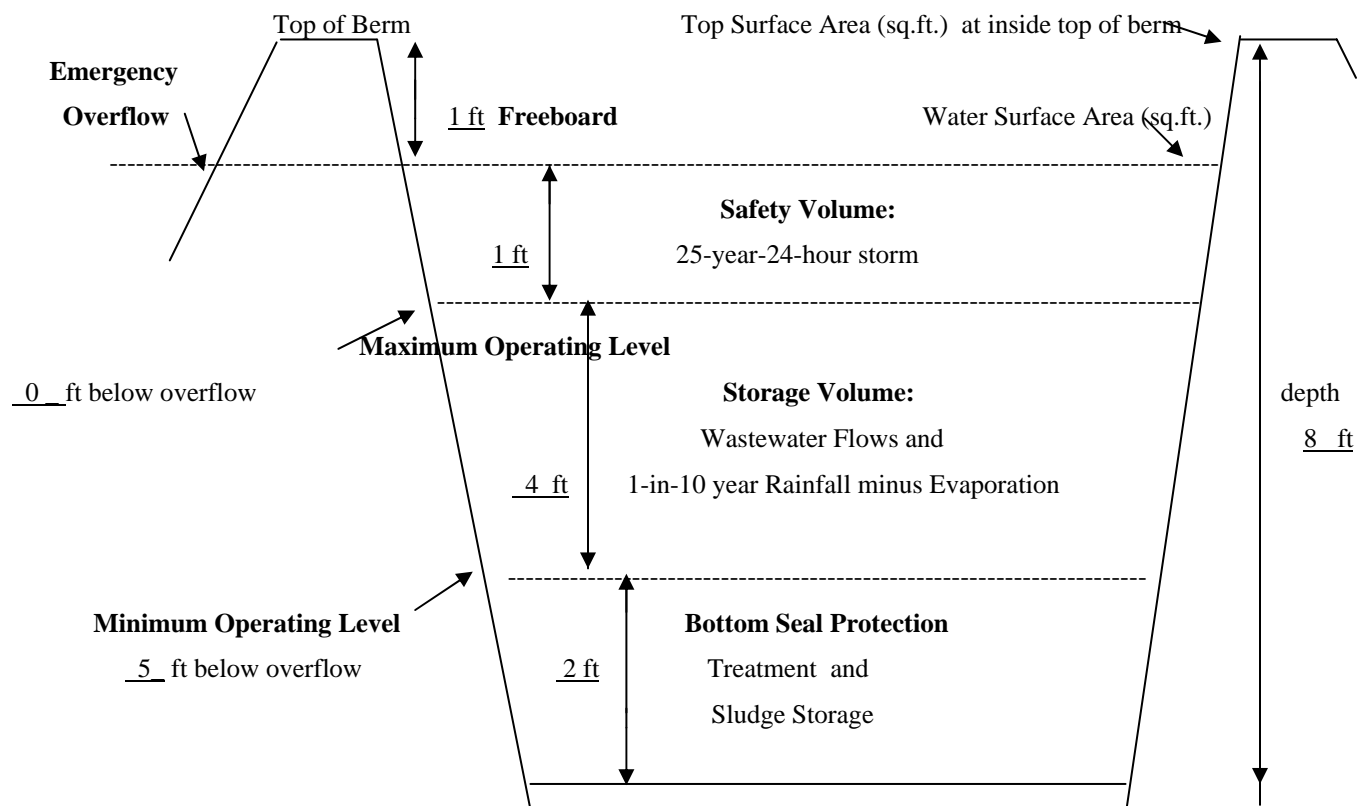 Top of Berm
Top Surface Area (sq.ft.) at inside top of berm
Emergency
Overflow
1 ft Freeboard
Water Surface Area (sq.ft.)
Safety Volume:
1 ft
25-year-24-hour storm
Maximum Operating Level
0 _ ft below overflow
Storage Volume:
depth
Wastewater Flows and
8 ft
4 ft
1-in-10 year Rainfall minus Evaporation
Minimum Operating Level
Bottom Seal Protection
5_ ft below overflow
2 ft
Treatment and
Sludge Storage